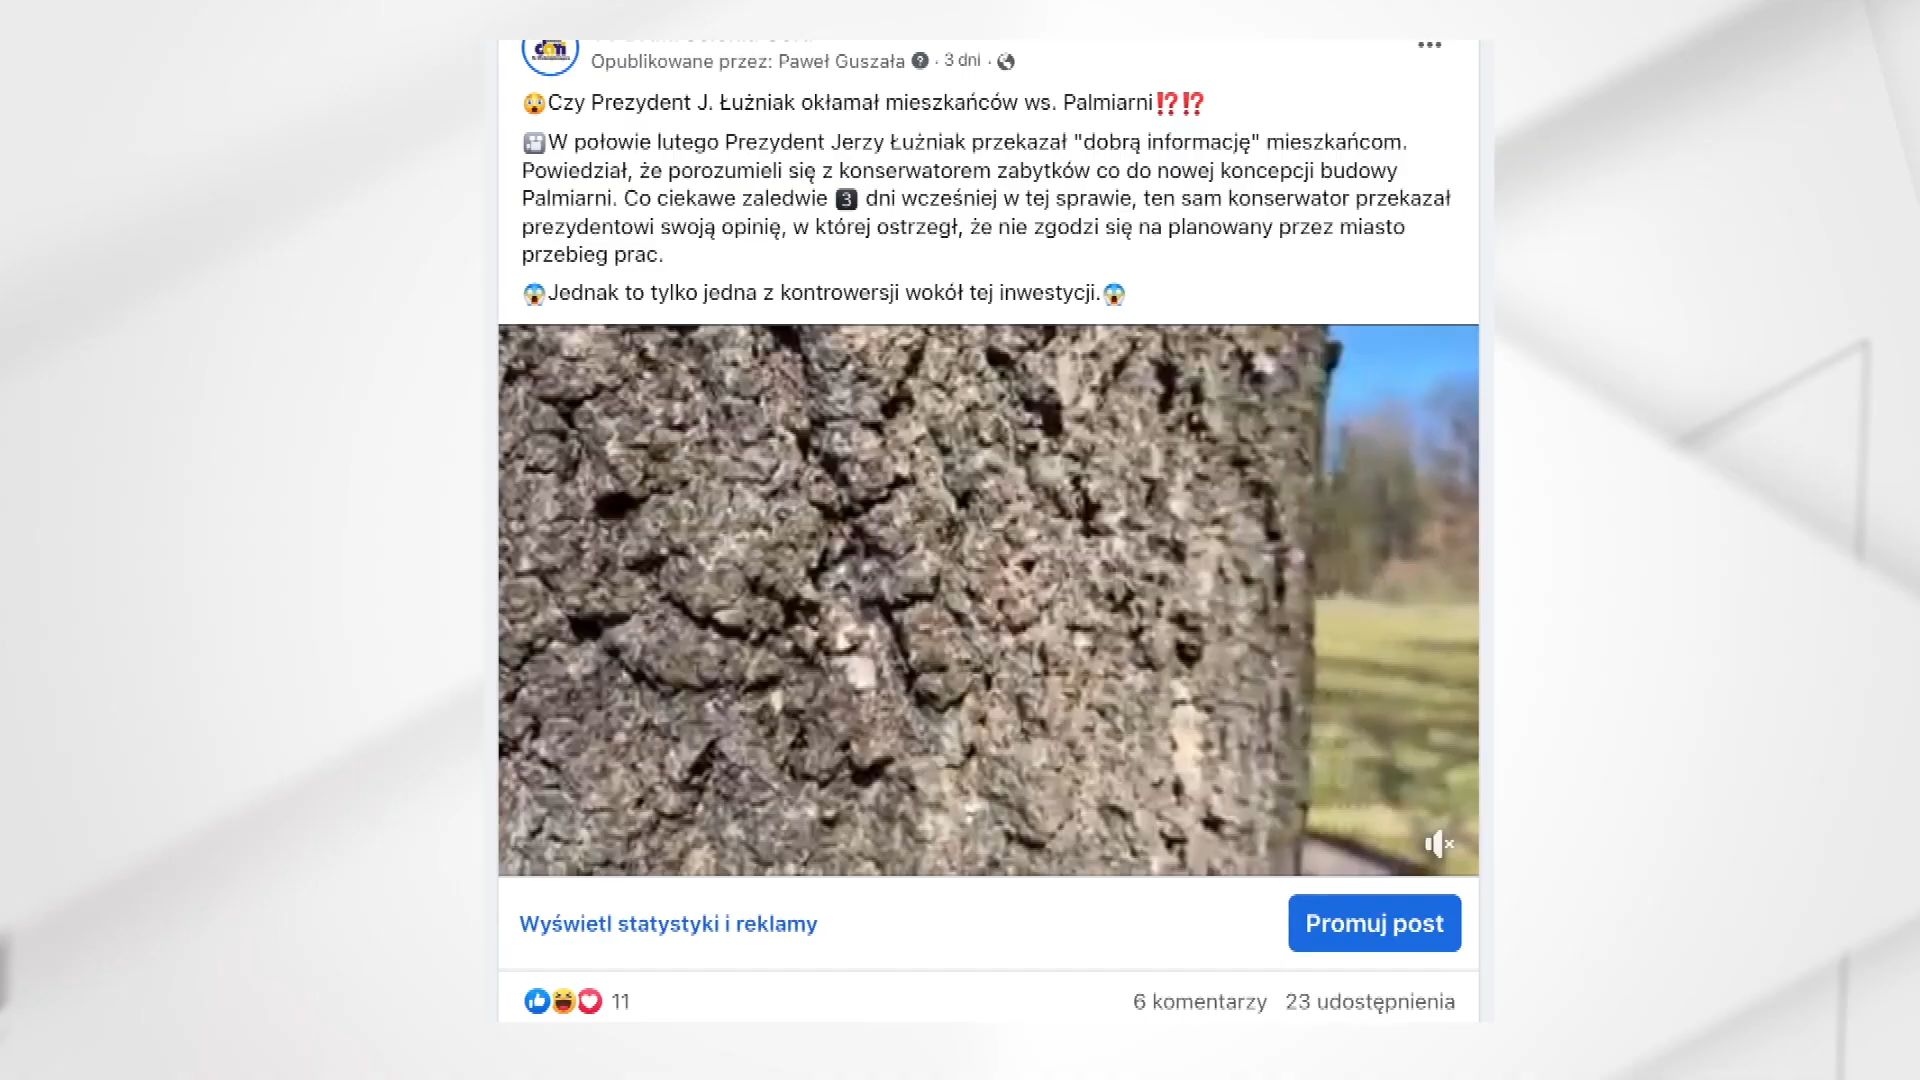 Opublikowane przez: Paweł Guszała · 3 dni ·
😳Czy Prezydent J. Łużniak okłamał mieszkańców ws. Palmiarni⁉️⁉️
🎦W połowie lutego Prezydent Jerzy Łużniak przekazał "dobrą informację" mieszkańcom.
Powiedział, że porozumieli się z konserwatorem zabytków co do nowej koncepcji budowy
Palmiarni. Co ciekawe zaledwie 3️⃣ dni wcześniej w tej sprawie, ten sam konserwator przekazał
prezydentowi swoją opinię, w której ostrzegł, że nie zgodzi się na planowany przez miasto
przebieg prac.
😱Jednak to tylko jedna z kontrowersji wokół tej inwestycji.😱
Wyświetl statystyki i reklamy
Promuj post
11
6 komentarzy 23 udostępnienia